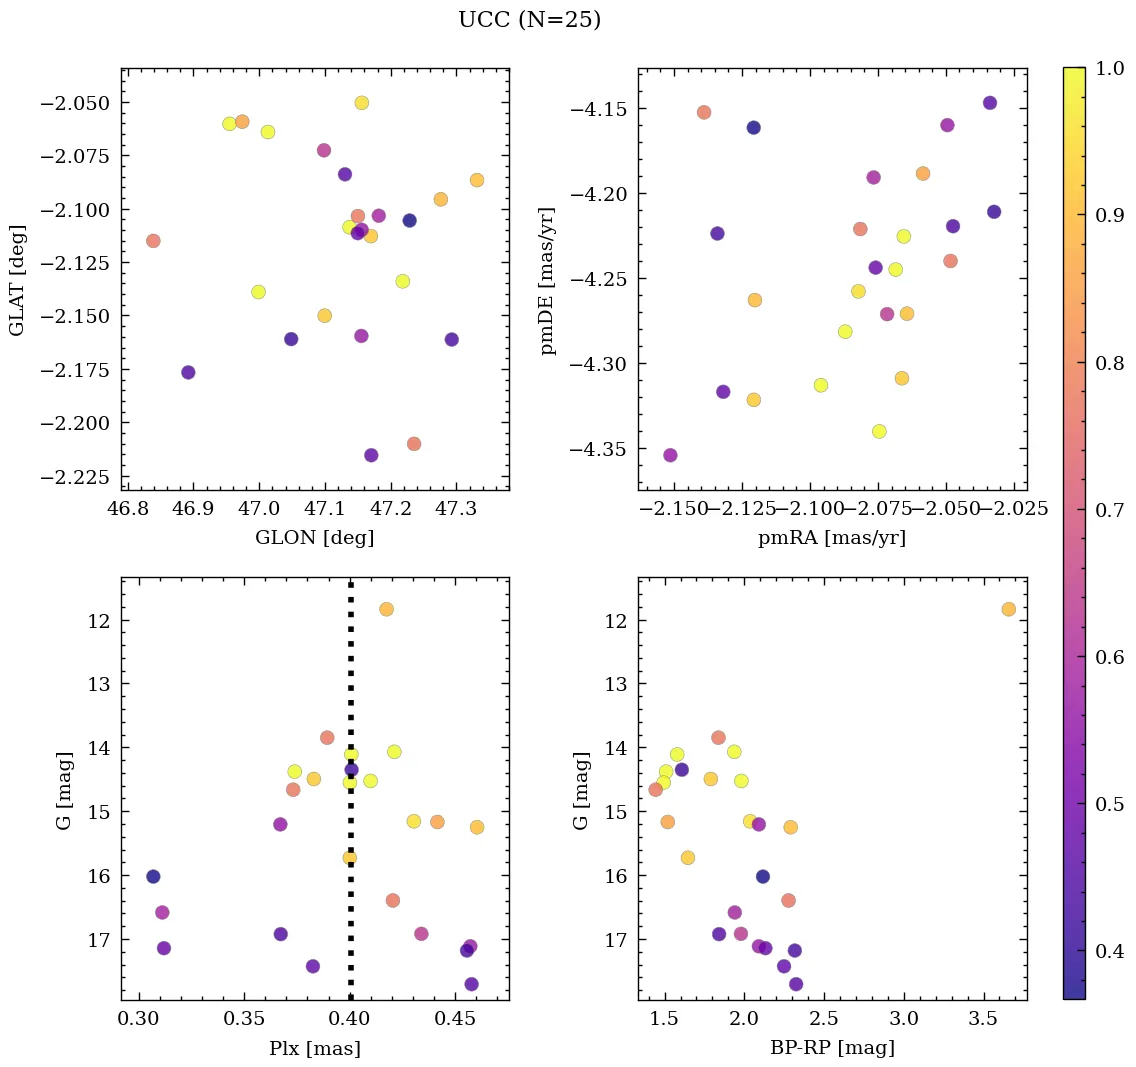 UCC (N=25)
−2.050
−2.075
−2.100
−2.125
−2.150
−2.175
−2.200
−2.225
GLAT [deg]
46.8 46.9 47.0 47.1 47.2 47.3
GLON [deg]
−4.15
−4.20
−4.25
−4.30
−4.35
pmDE [mas/yr]
−2.150 −2.125 −2.100 −2.075 −2.050 −2.025
pmRA [mas/yr]
12
13
14
15
16
17
G [mag]
0.30 0.35 0.40 0.45
Plx [mas]
12
13
14
15
16
17
G [mag]
1.5 2.0 2.5 3.0 3.5
BP-RP [mag]
1.0
0.9
0.8
0.7
0.6
0.5
0.4